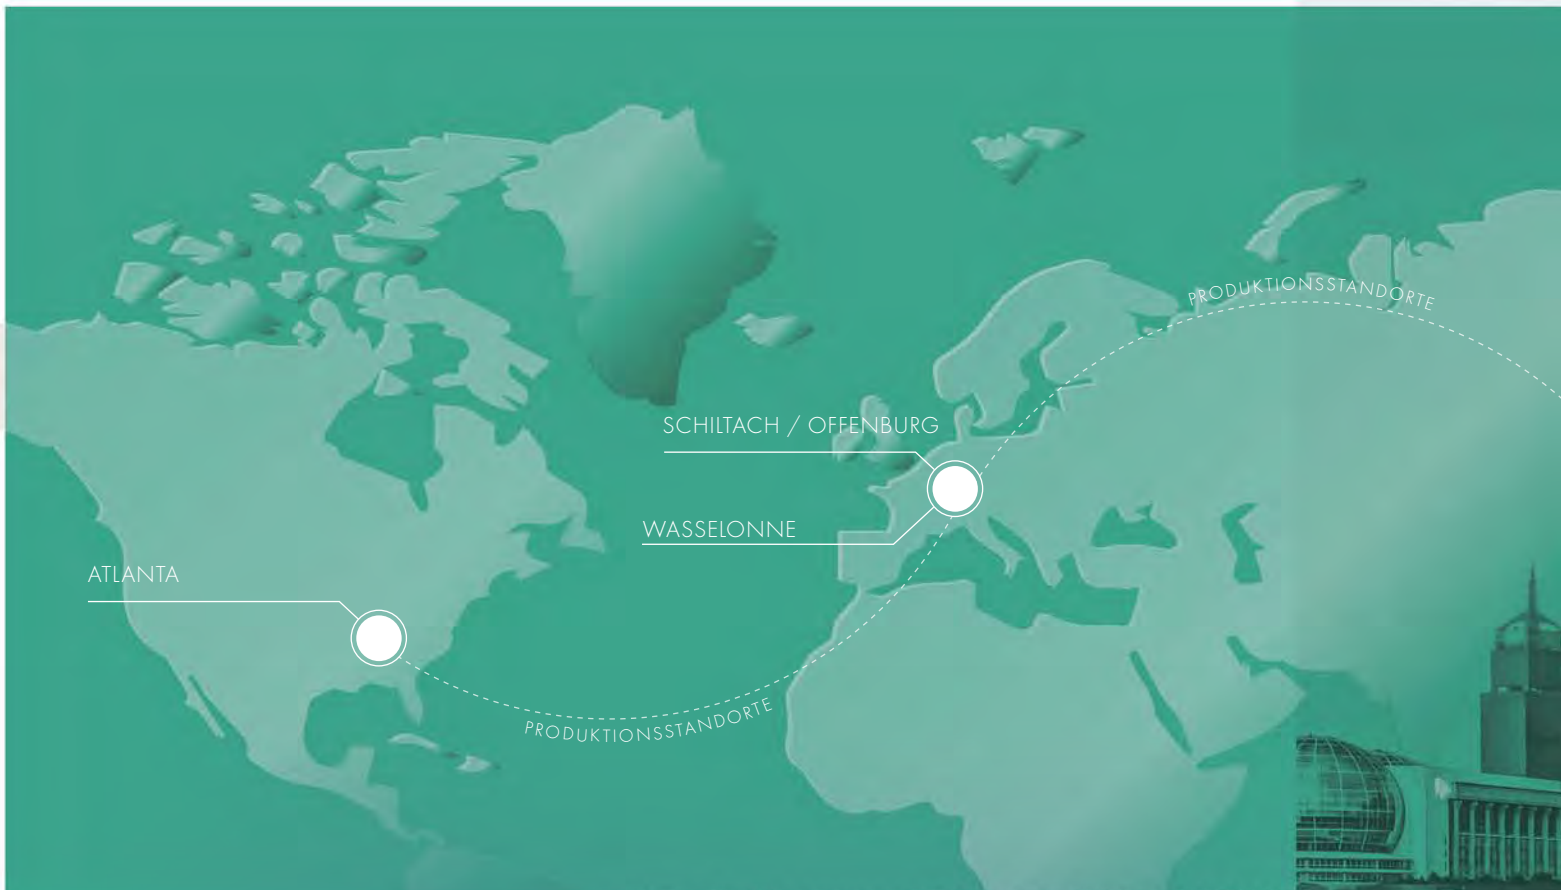 PRODUKTIONSSTANDORTE
SCHILTACH / OFFENBURG
WASSELONNE
ATLANTA
PRODUKTIONSSTANDORTE